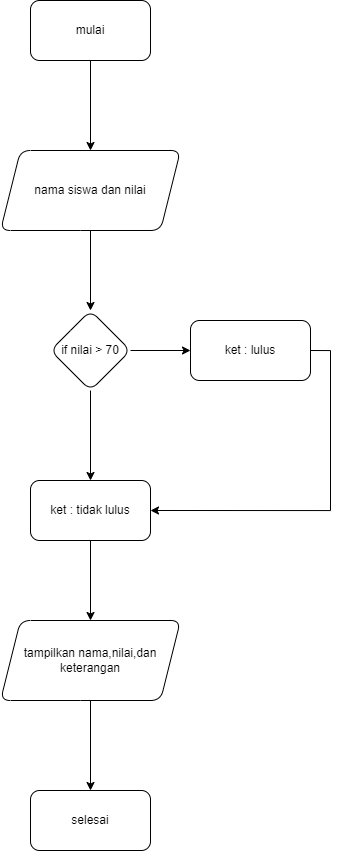 mulai
nama siswa dan nilai
if nilai > 70
ket : lulus
ket : tidak lulus
tampilkan nama,nilai,dan
keterangan
selesai